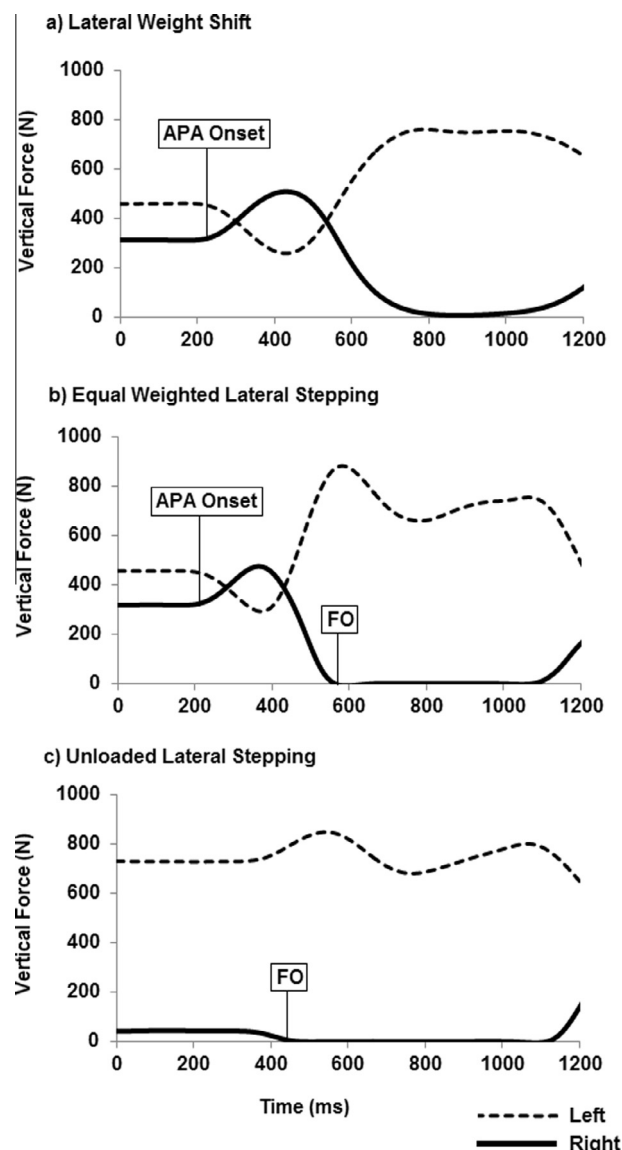 a) Lateral Weight Shift
1000
800
600
400
200
0
Vertical Force (N)
APA Onset
0 200 400 600 800 1000 1200
b) Equal Weighted Lateral Stepping
1000
800
600
400
200
0
Vertical Force (N)
APA Onset
FO
0 200 400 600 800 1000 1200
c) Unloaded Lateral Stepping
1000
800
600
400
200
0
Vertical Force (N)
FO
0 200 400 600 800 1000 1200
Time (ms)
Left
Right